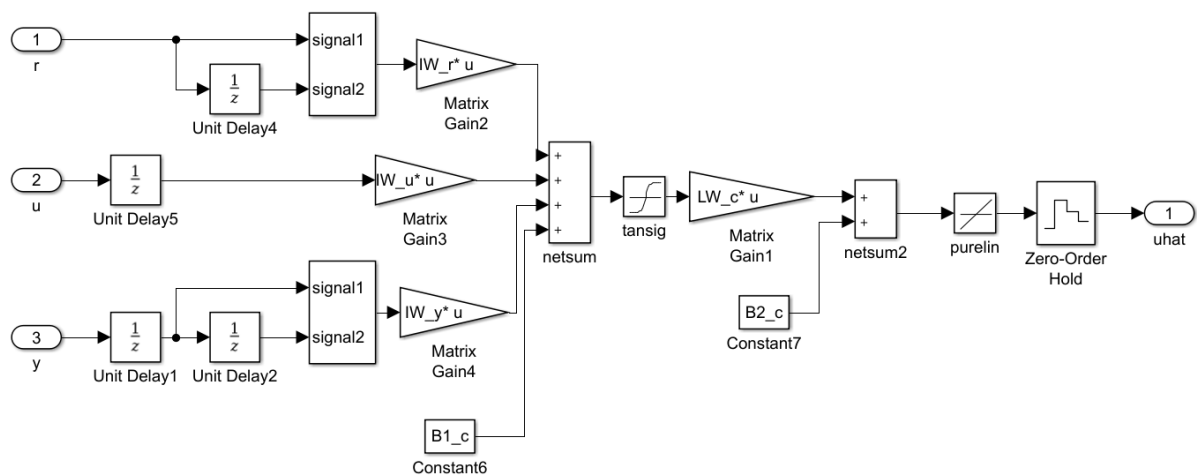 1
r
1
z
Unit Delay4
signal1
signal2
IW_r* u
Matrix
Gain2
2
u
1
z
Unit Delay5
IW_u* u
Matrix
Gain3
3
y
1
z
Unit Delay1
1
z
Unit Delay2
signal1
signal2
IW_y* u
Matrix
Gain4
B1_c
Constant6
+
+
+
+
netsum
tansig
LW_c* u
Matrix
Gain1
B2_c
Constant7
+
+
netsum2
purelin
Zero-Order
Hold
1
uhat